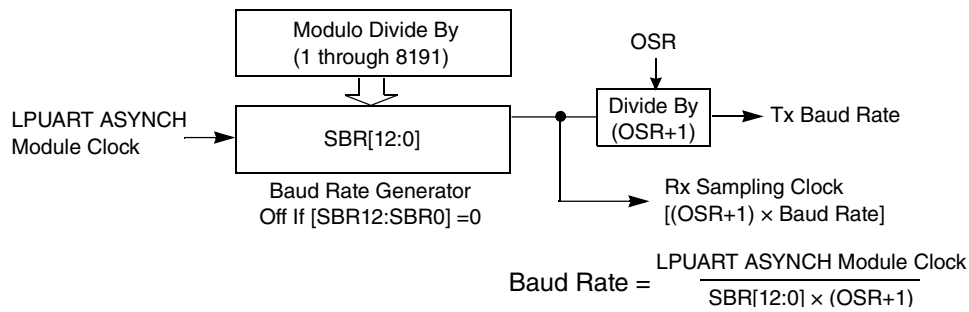 Modulo Divide By
(1 through 8191)
OSR
LPUART ASYNCH
Module Clock
SBR[12:0]
Divide By
(OSR+1)
Tx Baud Rate
Baud Rate Generator
Off If [SBR12:SBR0] =0
Rx Sampling Clock
[(OSR+1) × Baud Rate]
Baud Rate = LPUART ASYNCH Module Clock
SBR[12:0] × (OSR+1)